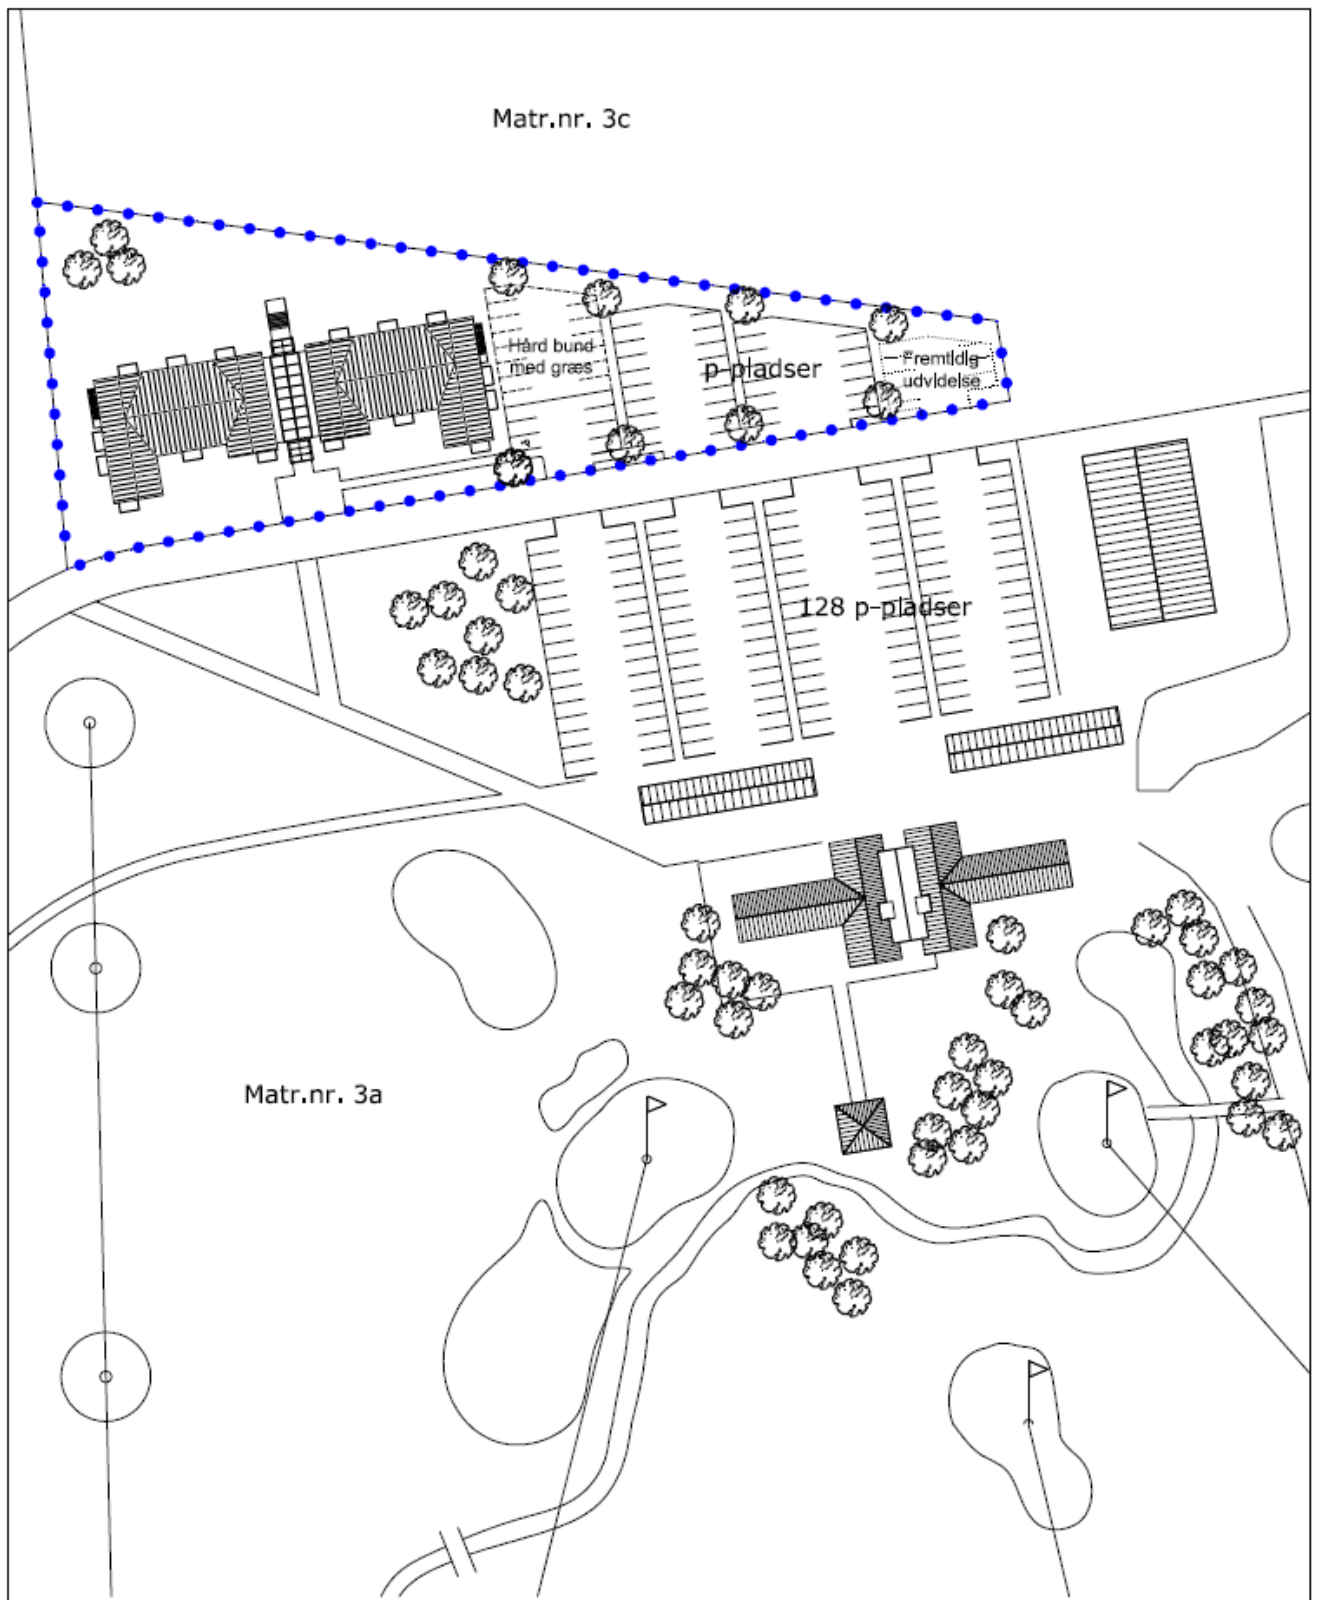 Matr.nr. 3c
Hård bund
med græs
p-pladser
Fremtidig
udvidelse
128 p-pladser
Matr.nr. 3a